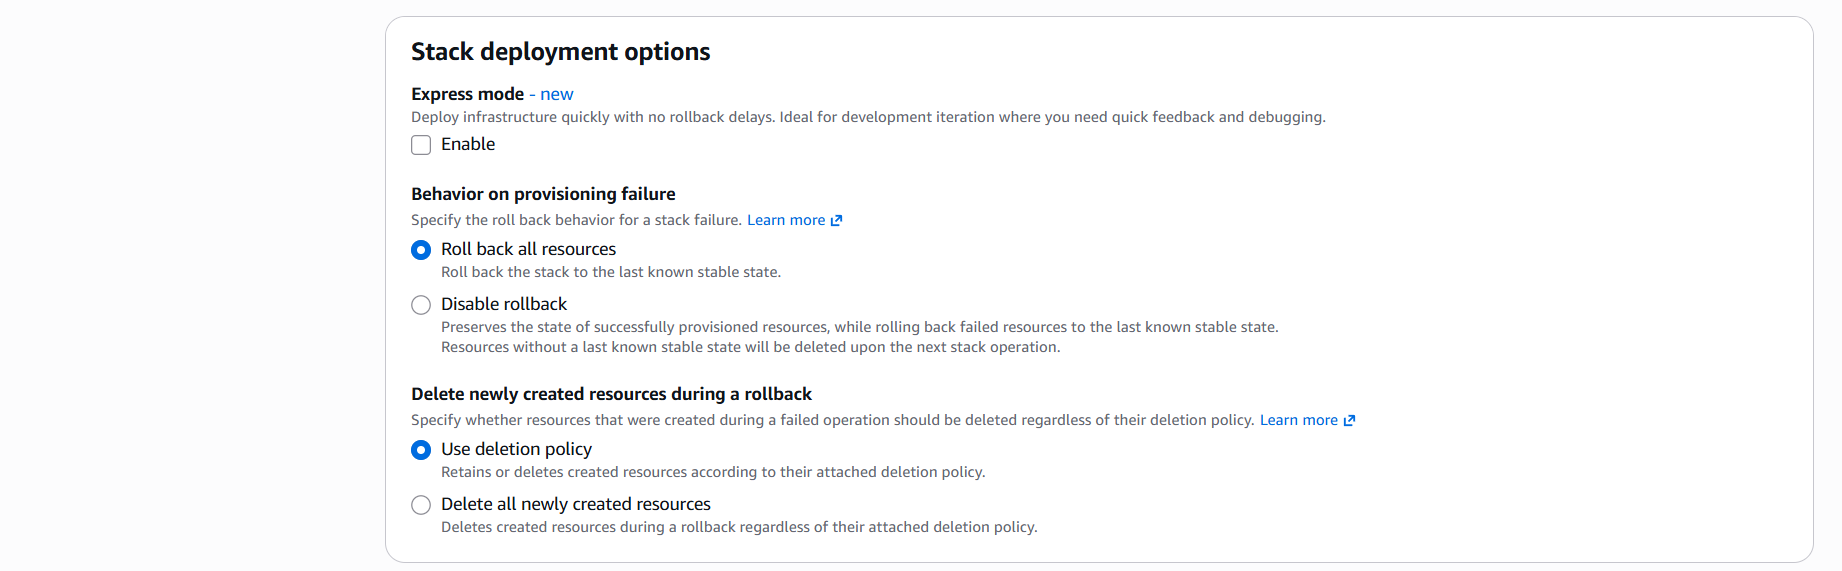 Stack deployment options
Express mode - new
Deploy infrastructure quickly with no rollback delays. Ideal for development iteration where you need quick feedback and debugging.
Enable
Behavior on provisioning failure
Specify the roll back behavior for a stack failure. Learn more
Roll back all resources
Roll back the stack to the last known stable state.
Disable rollback
Preserves the state of successfully provisioned resources, while rolling back failed resources to the last known stable state.
Resources without a last known stable state will be deleted upon the next stack operation.
Delete newly created resources during a rollback
Specify whether resources that were created during a failed operation should be deleted regardless of their deletion policy. Learn more
Use deletion policy
Retains or deletes created resources according to their attached deletion policy.
Delete all newly created resources
Deletes created resources during a rollback regardless of their attached deletion policy.